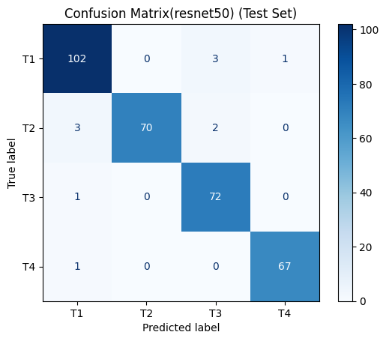 Confusion Matrix(resnet50) (Test Set)
T1 102 0 3 1
T2 3 70 2 0
T3 1 0 72 0
T4 1 0 0 67
T1 T2 T3 T4
Predicted label
True label
100
80
60
40
20
0